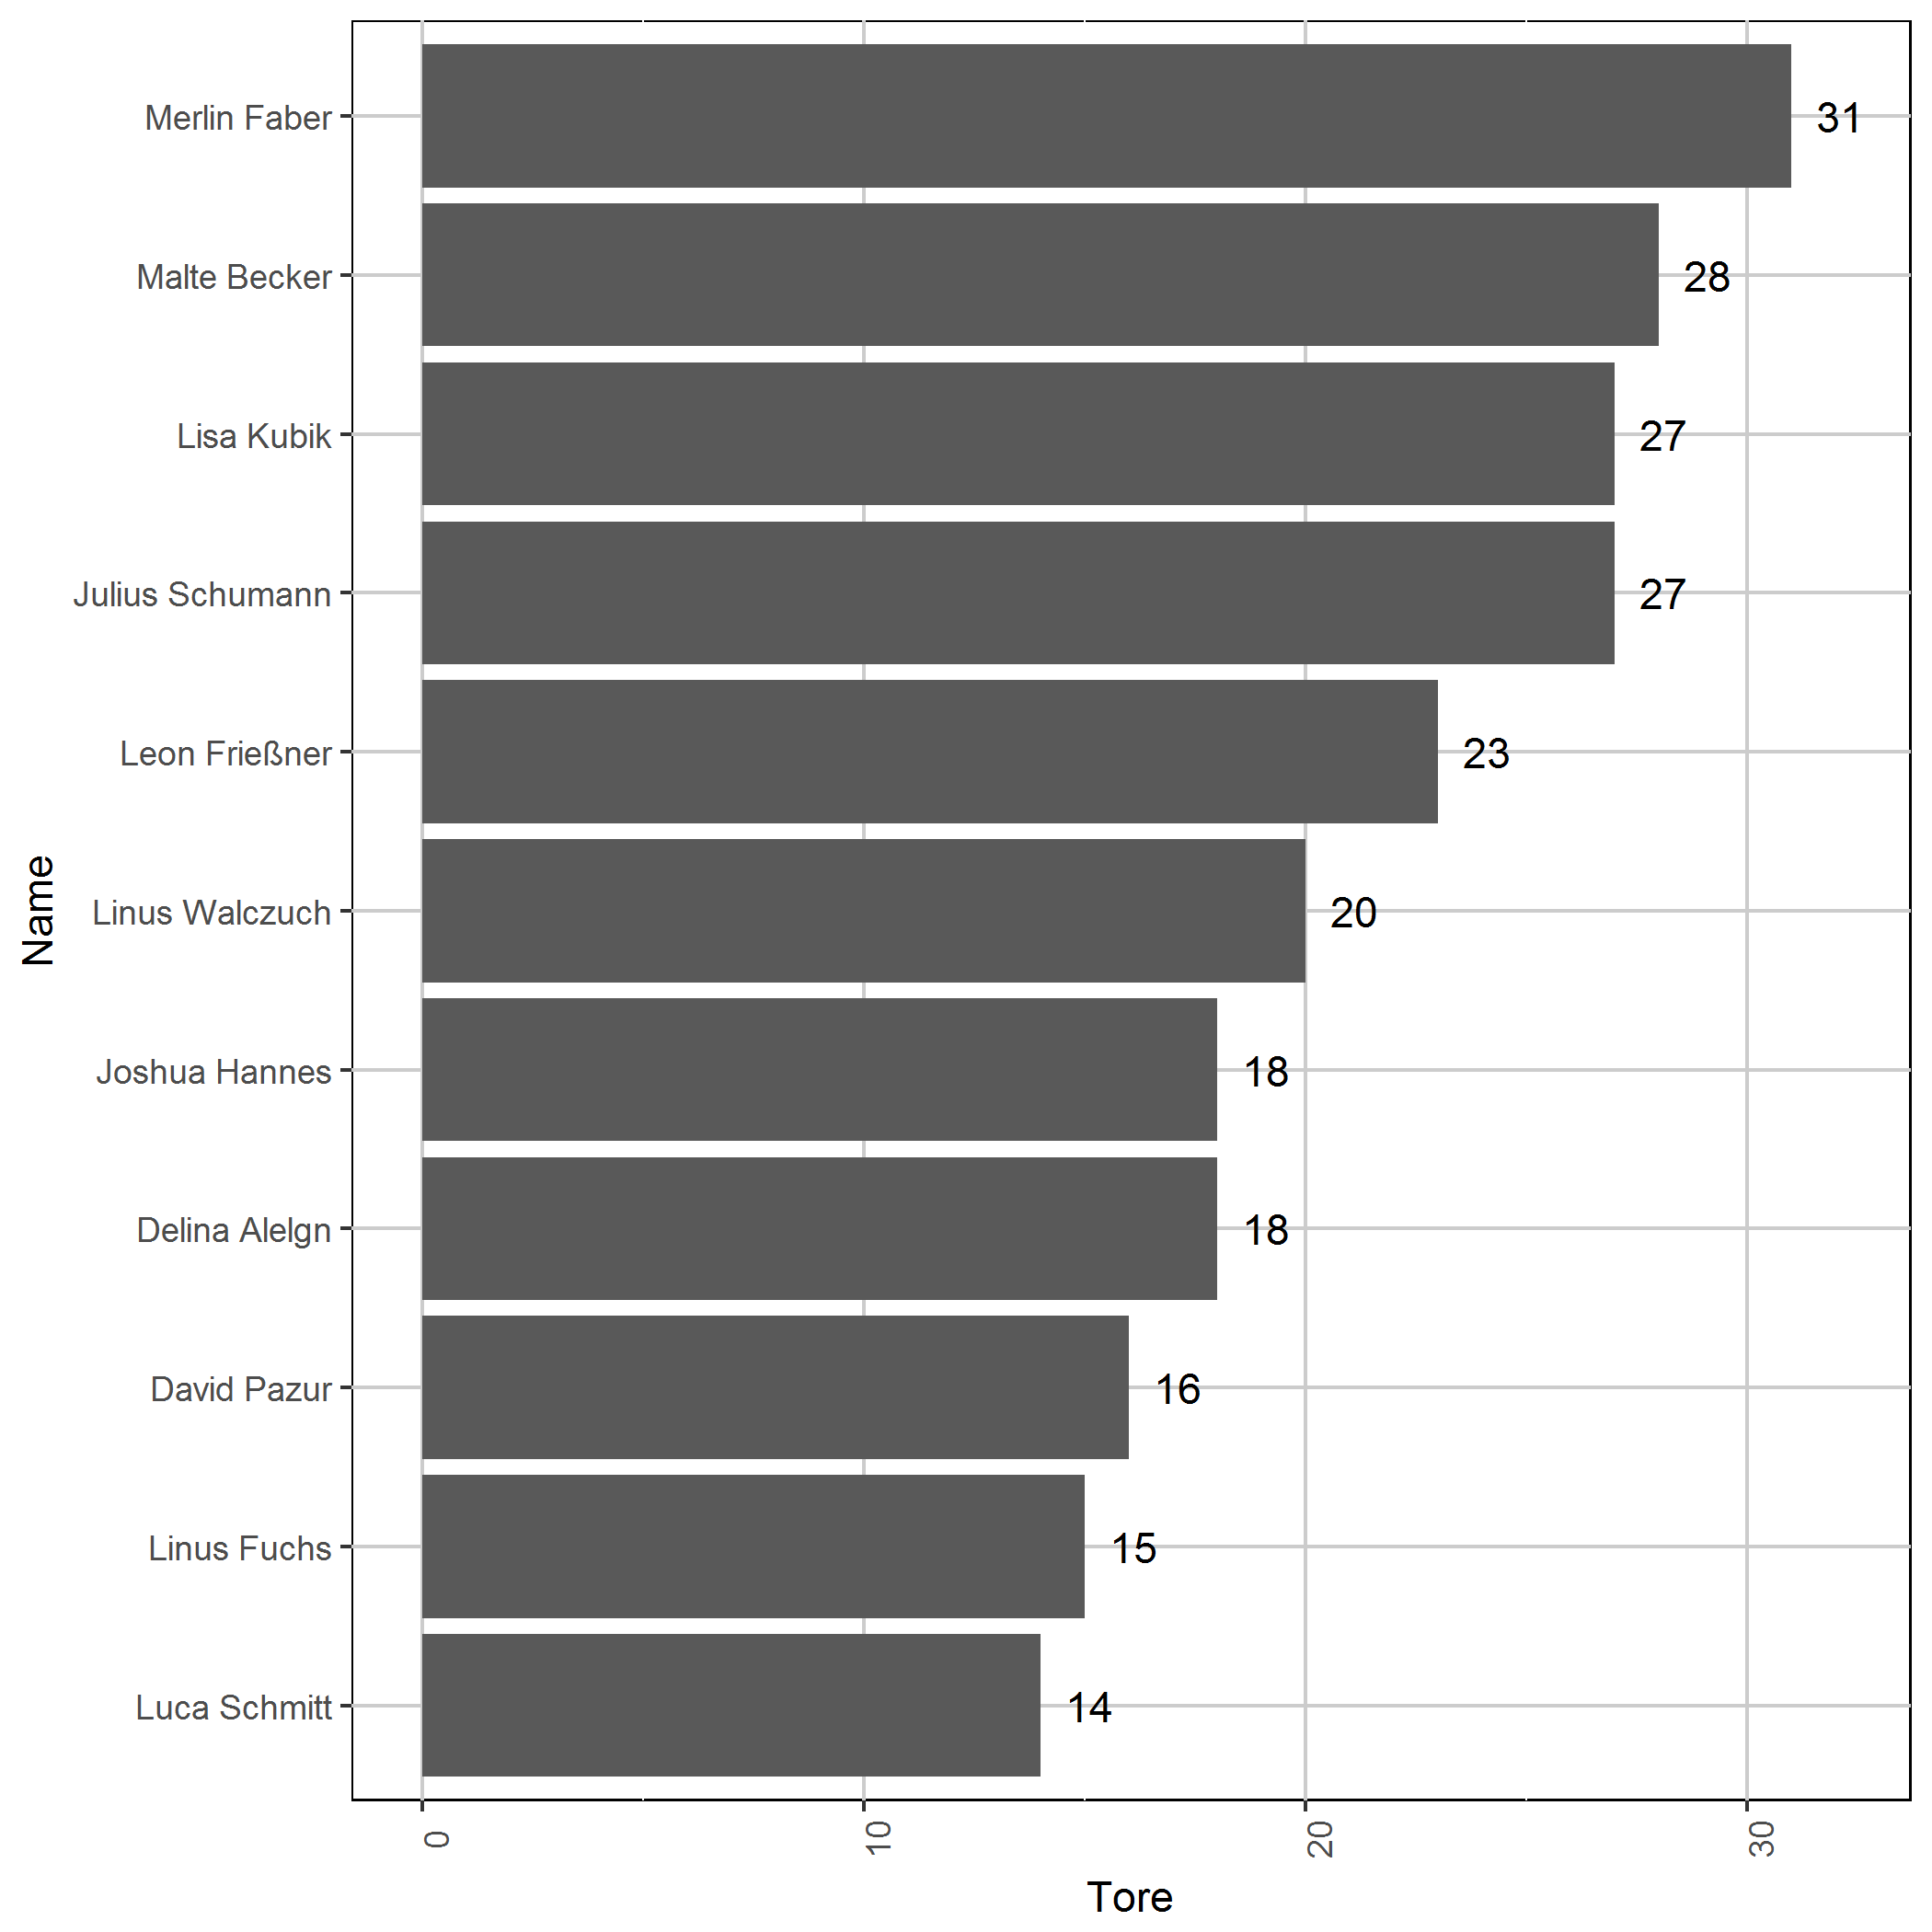 Merlin Faber 31
Malte Becker 28
Lisa Kubik 27
Julius Schumann 27
Leon Frießner 23
Linus Walczuch 20
Joshua Hannes 18
Delina Alelgn 18
David Pazur 16
Linus Fuchs 15
Luca Schmitt 14
Name
0 10 20 30
Tore